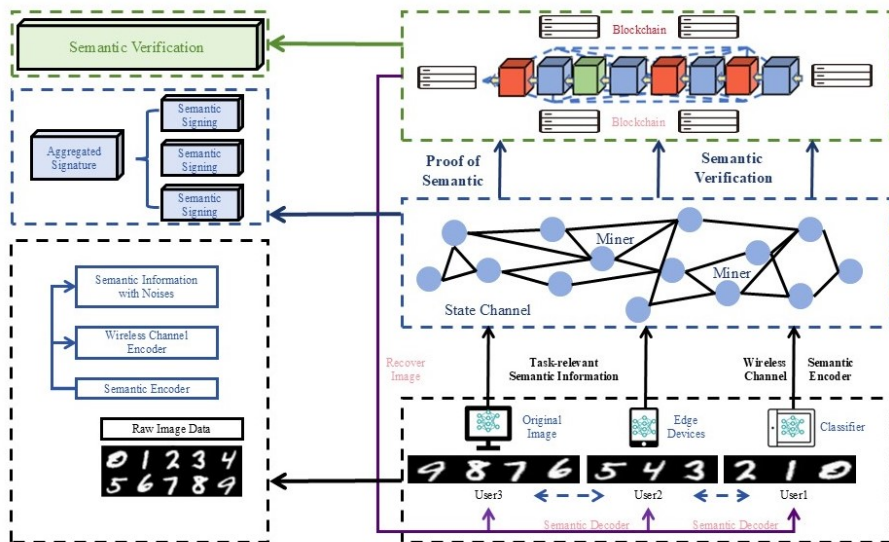 Semantic Verification
Aggregated
Signature
Semantic
Signing
Semantic
Signing
Semantic
Signing
Semantic Information
with Noises
Wireless Channel
Encoder
Semantic Encoder
Raw Image Data
0 1 2 3 4
5 6 7 8 9
Blockchain
Blockchain
Proof of
Semantic
Semantic
Verification
Miner
Miner
State Channel
Recover
Image
Task-relevant
Semantic Information
Wireless
Channel
Semantic
Encoder
Original
Image
Edge
Devices
Classifier
9 8 7 6
5 4 3
2 1 0
User3
User2
User1
Semantic Decoder
Semantic Decoder